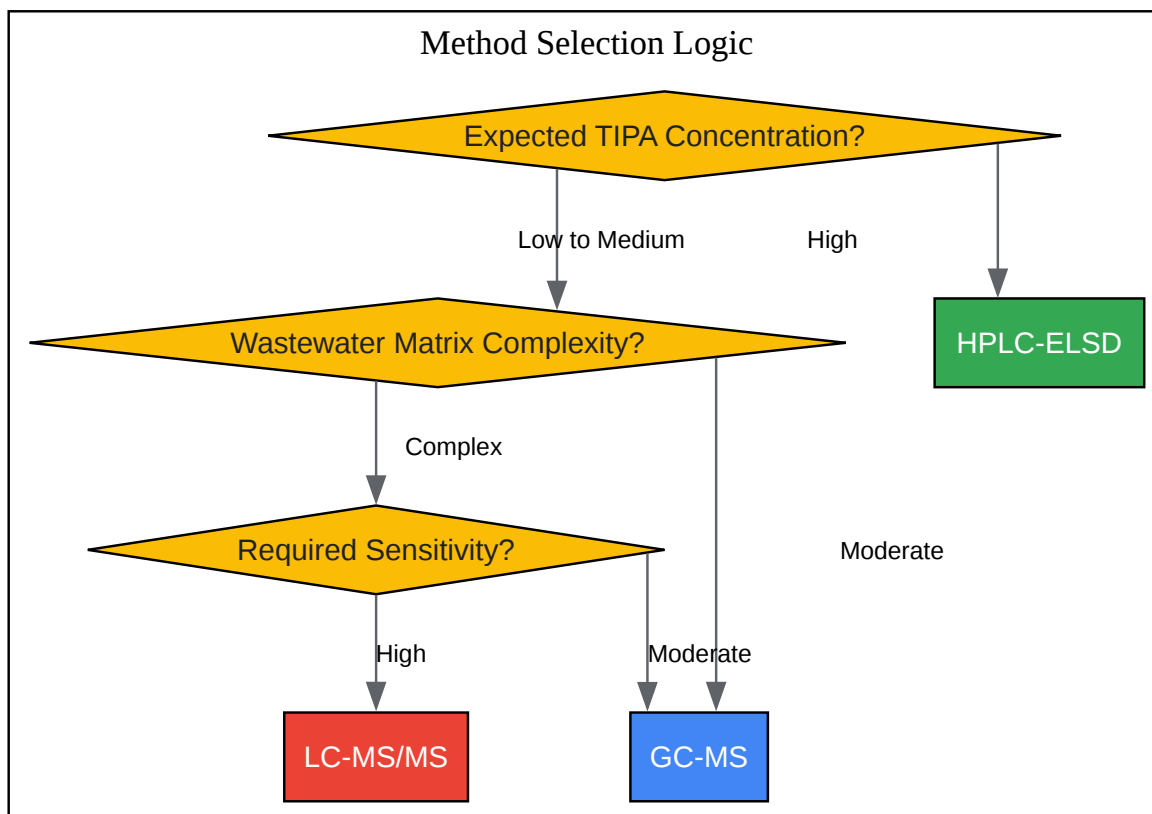 Method Selection Logic
Expected TIPA Concentration?
Low to Medium
High
Wastewater Matrix Complexity?
HPLC-ELSD
Complex
Required Sensitivity?
Moderate
High
Moderate
LC-MS/MS
GC-MS